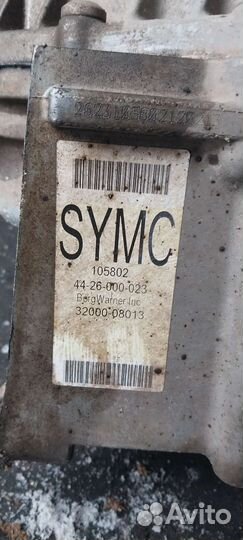 SYMC
105802
44-26-000-023
BorgWarner Inc
32000-08013
Avito